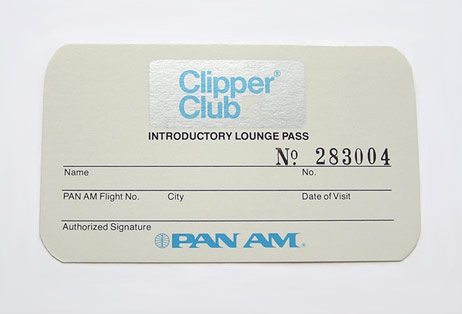 Clipper®
Club
INTRODUCTORY LOUNGE PASS
Nº 283004
Name No.
PAN AM Flight No. City Date of Visit
Authorized Signature
PAN AM.